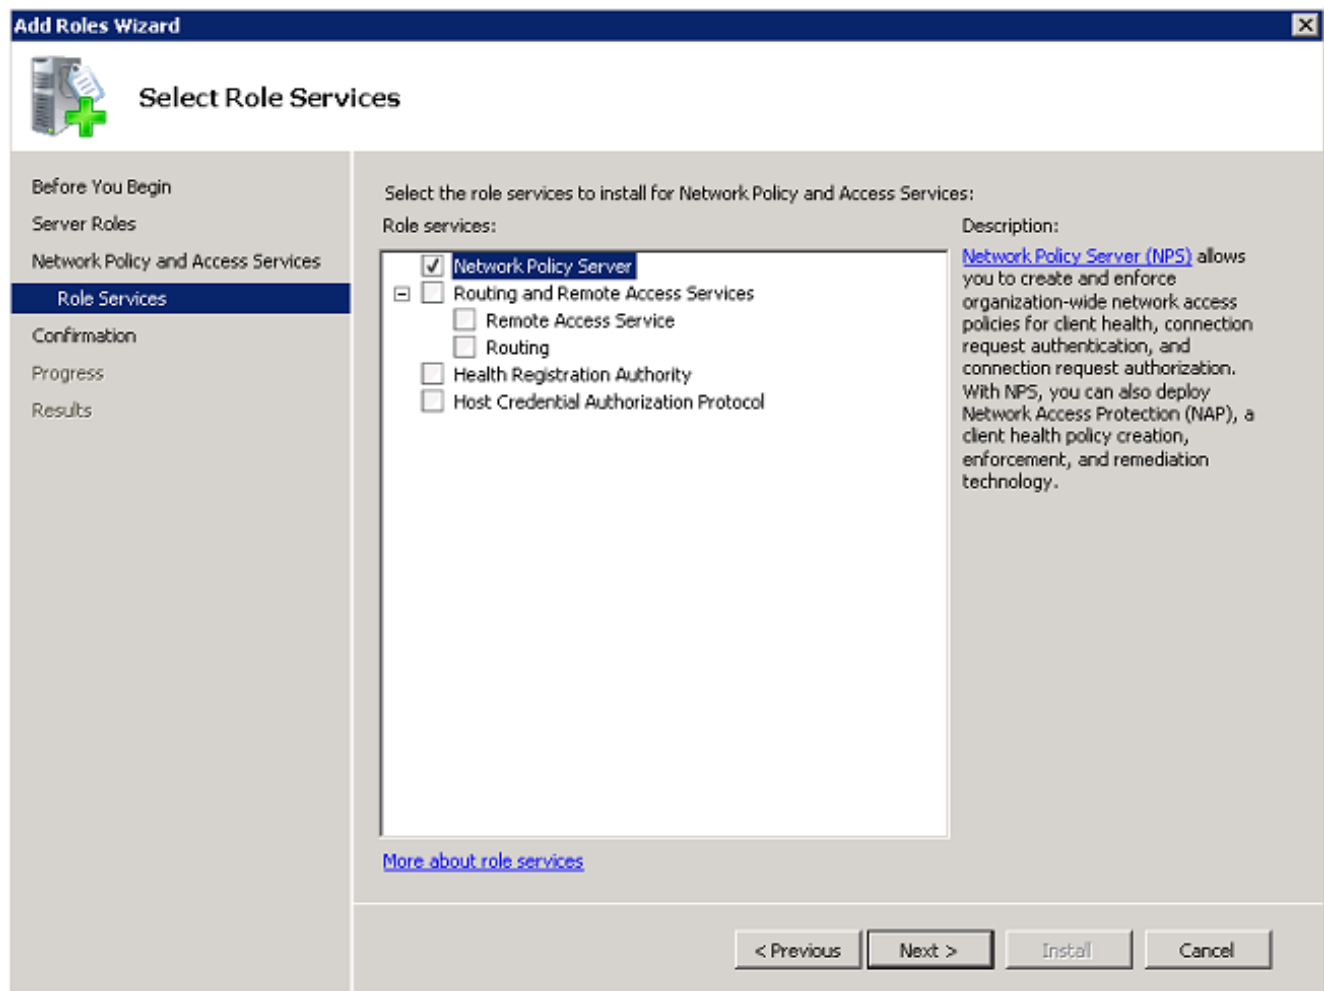 Add Roles Wizard
Select Role Services
Before You Begin
Server Roles
Network Policy and Access Services
Role Services
Confirmation
Progress
Results
Select the role services to install for Network Policy and Access Services:
Role services:
Network Policy Server
Routing and Remote Access Services
Remote Access Service
Routing
Health Registration Authority
Host Credential Authorization Protocol
More about role services
Description:
Network Policy Server (NPS) allows
you to create and enforce
organization-wide network access
policies for client health, connection
request authentication, and
connection request authorization.
With NPS, you can also deploy
Network Access Protection (NAP), a
client health policy creation,
enforcement, and remediation
technology.
< Previous
Next >
Install
Cancel